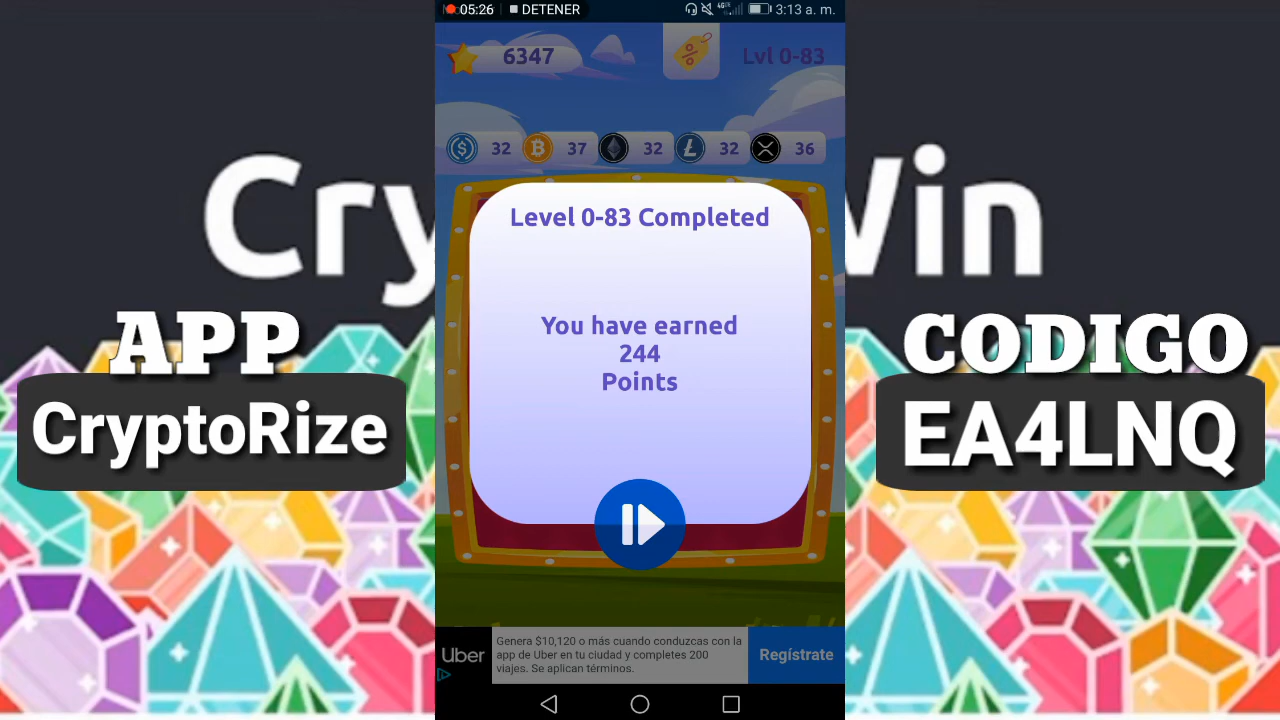 05:26 DETENER 4G 3:13 a. m.
6347 % Lvl 0-83
32 37 32 32 36
Cry Win
Level 0-83 Completed
You have earned
244
Points
APP
CryptoRize
CODIGO
EA4LNQ
Uber
Genera $10,120 o más cuando conduzcas con la
app de Uber en tu ciudad y completes 200
viajes. Se aplican términos.
Regístrate